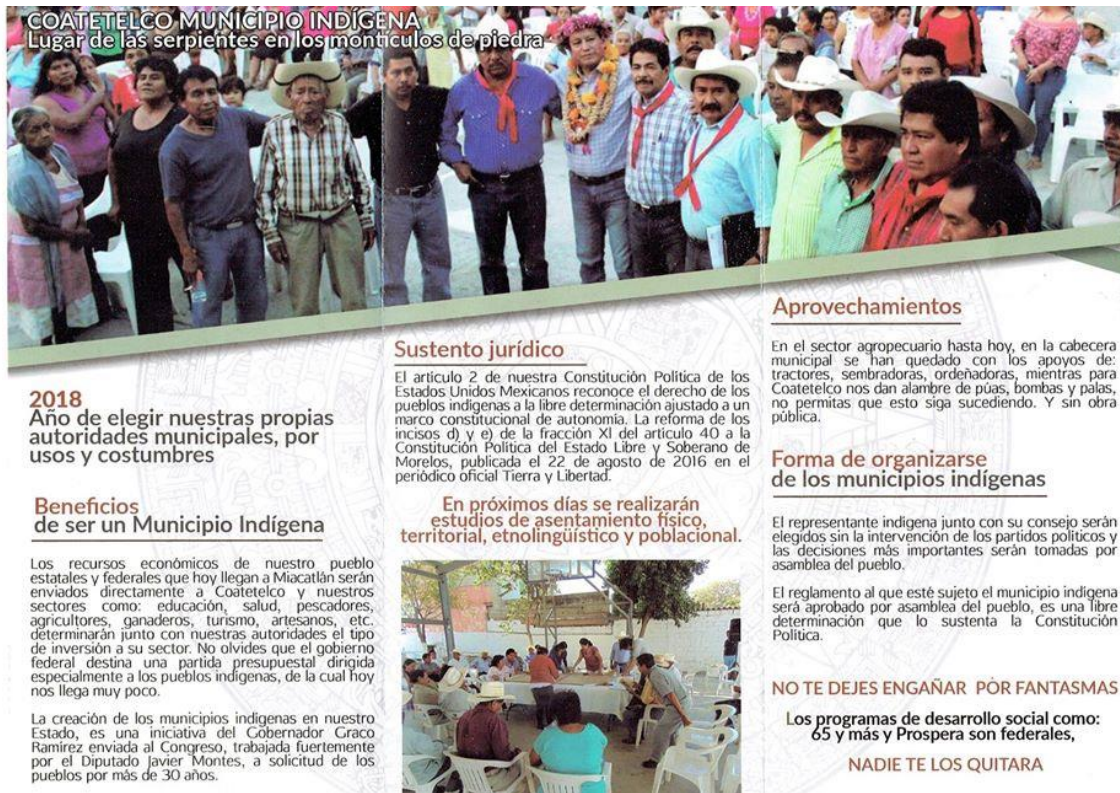 COATETELCO MUNICIPIO INDÍGENA
Lugar de las serpientes en los montículos de piedra
2018
Año de elegir nuestras propias
autoridades municipales, por
usos y costumbres
Beneficios
de ser un Municipio Indígena
Los recursos económicos de nuestro pueblo
estatales y federales que hoy llegan a Miacatlán serán
enviados directamente a Coatetelco y nuestros
sectores como: educación, salud, pescadores,
agricultores, ganaderos, turismo, artesanos, etc.
determinarán junto con nuestras autoridades el tipo
de inversión a su sector. No olvides que el gobierno
federal destina una partida presupuestal dirigida
especialmente a los pueblos indígenas, de la cual hoy
nos llega muy poco.
La creación de los municipios indígenas en nuestro
Estado, es una iniciativa del Gobernador Graco
Ramírez enviada al Congreso, trabajada fuertemente
por el Diputado Javier Montes, a solicitud de los
pueblos por más de 30 años.
Sustento jurídico
El artículo 2 de nuestra Constitución Política de los
Estados Unidos Mexicanos reconoce el derecho de los
pueblos indígenas a la libre determinación ajustado a un
marco constitucional de autonomía. La reforma de los
incisos d) y e) de la fracción XI del artículo 40 a la
Constitución Política del Estado Libre y Soberano de
Morelos, publicada el 22 de agosto de 2016 en el
periódico oficial Tierra y Libertad.
En próximos días se realizarán
estudios de asentamiento físico,
territorial, etnolingüístico y poblacional.
Aprovechamientos
En el sector agropecuario hasta hoy, en la cabecera
municipal se han quedado con los apoyos de:
tractores, sembradoras, ordeñadoras, mientras para
Coatetelco nos dan alambre de púas, bombas y palas,
no permitas que esto siga sucediendo. Y sin obra
pública.
Forma de organizarse
de los municipios indígenas
El representante indígena junto con su consejo serán
elegidos sin la intervención de los partidos políticos y
las decisiones más importantes serán tomadas por
asamblea del pueblo.
El reglamento al que esté sujeto el municipio indígena
será aprobado por asamblea del pueblo, es una libre
determinación que lo sustenta la Constitución
Política.
NO TE DEJES ENGAÑAR POR FANTASMAS
Los programas de desarrollo social como:
65 y más y Prospera son federales,
NADIE TE LOS QUITARA